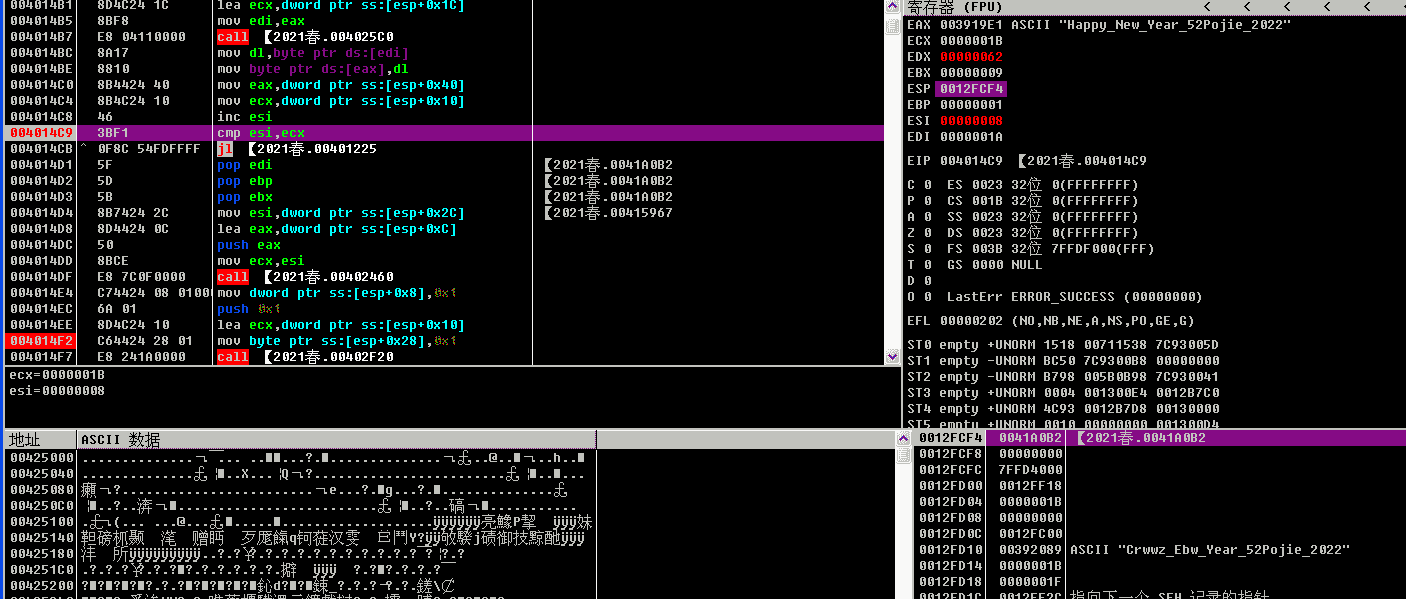 004014B1 8D4C24 1C lea ecx,dword ptr ss:[esp+0x1C]
004014B5 8BF8 mov edi,eax
004014B7 E8 04110000 call 【2021春.004025C0
004014BC 8A17 mov dl,byte ptr ds:[edi]
004014BE 8810 mov byte ptr ds:[eax],dl
004014C0 8B4424 40 mov eax,dword ptr ss:[esp+0x40]
004014C4 8B4C24 10 mov ecx,dword ptr ss:[esp+0x10]
004014C8 46 inc esi
004014C9 3BF1 cmp esi,ecx
004014CB ^ 0F8C 54FDFFFF jl 【2021春.00401225
004014D1 5F pop edi 【2021春.0041A0B2
004014D2 5D pop ebp 【2021春.0041A0B2
004014D3 5B pop ebx 【2021春.0041A0B2
004014D4 8B7424 2C mov esi,dword ptr ss:[esp+0x2C] 【2021春.00415967
004014D8 8D4424 0C lea eax,dword ptr ss:[esp+0xC]
004014DC 50 push eax
004014DD 8BCE mov ecx,esi
004014DF E8 7C0F0000 call 【2021春.00402460
004014E4 C74424 08 0100 mov dword ptr ss:[esp+0x8],0x1
004014EC 6A 01 push 0x1
004014EE 8D4C24 10 lea ecx,dword ptr ss:[esp+0x10]
004014F2 C64424 28 01 mov byte ptr ss:[esp+0x28],0x1
004014F7 E8 241A0000 call 【2021春.00402F20
ecx=0000001B
esi=00000008
寄存器 (FPU) < < < < <
EAX 003919E1 ASCII "Happy_New_Year_52Pojie_2022"
ECX 0000001B
EDX 00000062
EBX 00000009
ESP 0012FCF4
EBP 00000001
ESI 00000008
EDI 0000001A
EIP 004014C9 【2021春.004014C9
C 0 ES 0023 32位 0(FFFFFFFF)
P 0 CS 001B 32位 0(FFFFFFFF)
A 0 SS 0023 32位 0(FFFFFFFF)
Z 0 DS 0023 32位 0(FFFFFFFF)
S 0 FS 003B 32位 7FFDF000(FFF)
T 0 GS 0000 NULL
D 0
O 0 LastErr ERROR_SUCCESS (00000000)
EFL 00000202 (NO,NB,NE,A,NS,PO,GE,G)
ST0 empty +UNORM 1518 00711538 7C93005D
ST1 empty -UNORM BC50 7C9300B8 00000000
ST2 empty -UNORM B798 005B0B98 7C930041
ST3 empty +UNORM 0004 001300E4 0012B7C0
ST4 empty +UNORM 4C93 0012B7D8 00130000
ST5 empty +UNORM 0010 00000000 001300D4
地址 ASCII 数据
00425000
00425040
00425080
004250C0
00425100
00425140
00425180
004251C0
00425200
0012FCF4 0041A0B2 【2021春.0041A0B2
0012FCF8 00000000
0012FCFC 7FFD4000
0012FD00 0012FF18
0012FD04 0000001B
0012FD08 00000000
0012FD0C 0012FC00
0012FD10 00392089 ASCII "Crwwz_Ebw_Year_52Pojie_2022"
0012FD14 0000001B
0012FD18 0000001F
0012FD1C 0012FF2C 指向下一个 SEH 记录的指针